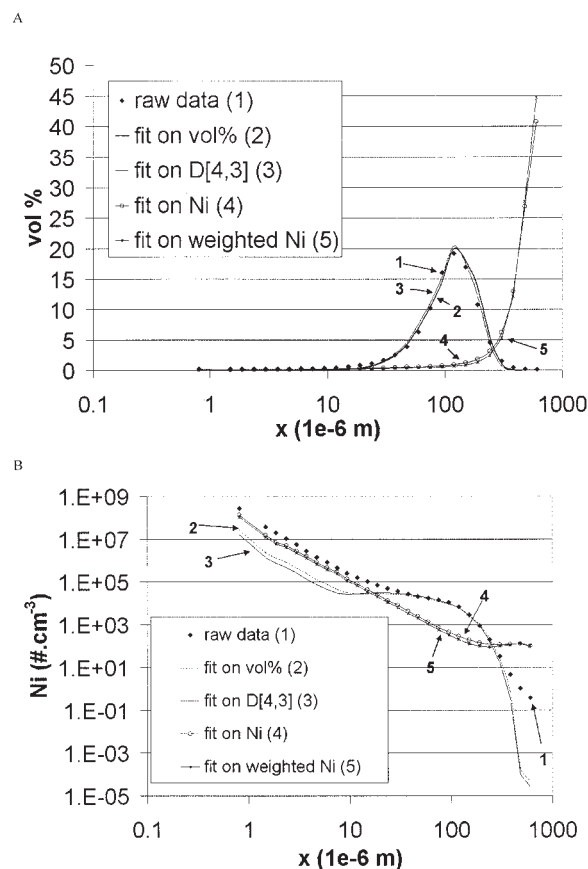 A
50
45
40
35
30
25
20
15
10
5
0
vol %
raw data (1)
fit on vol% (2)
fit on D[4,3] (3)
fit on Ni (4)
fit on weighted Ni (5)
1
3
2
4
5
0.1 1 10 100 1000
x (1e-6 m)
B
1.E+09
1.E+07
1.E+05
1.E+03
1.E+01
1.E-01
1.E-03
1.E-05
Ni (#.cm-3)
2
3
4
5
1
raw data (1)
fit on vol% (2)
fit on D[4,3] (3)
fit on Ni (4)
fit on weighted Ni (5)
0.1 1 10 100 1000
x (1e-6 m)